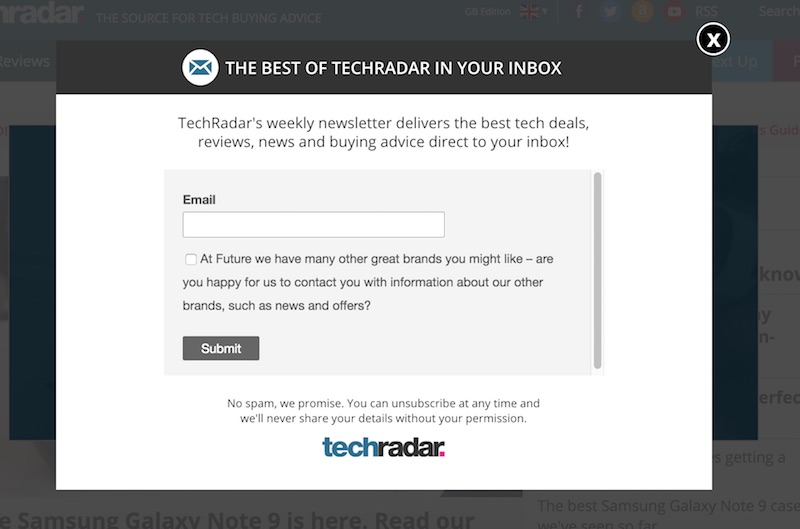 radar.
THE SOURCE FOR TECH BUYING ADVICE
GB Edition
RSS
Search
Reviews
ext Up
X
THE BEST OF TECHRADAR IN YOUR INBOX
TechRadar's weekly newsletter delivers the best tech deals,
reviews, news and buying advice direct to your inbox!
Email
At Future we have many other great brands you might like – are
you happy for us to contact you with information about our other
brands, such as news and offers?
Submit
No spam, we promise. You can unsubscribe at any time and
we'll never share your details without your permission.
techradar.
s Guid
know
by
n-
erfec
s getting a
The best Samsung Galaxy Note 9 case
we've seen so far
Samsung Galaxy Note 9 is here. Read our